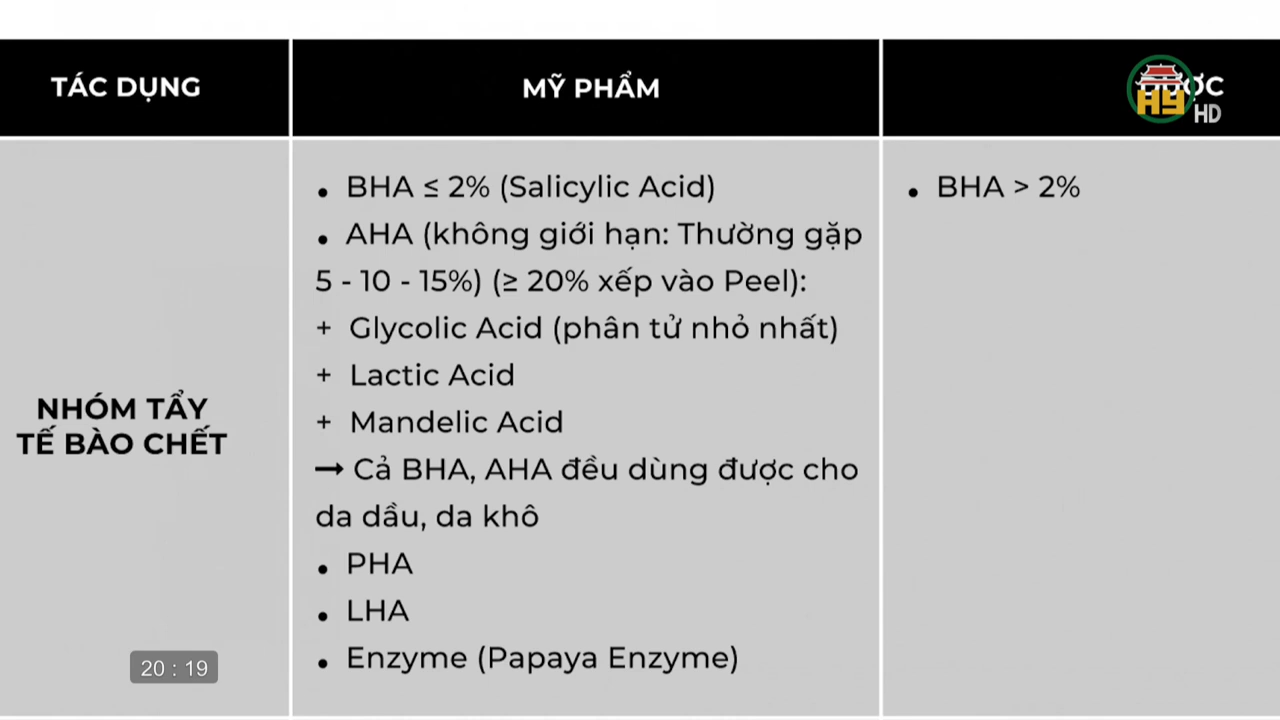 TÁC DỤNG
MỸ PHẨM
HY
HD
NHÓM TẨY
TẾ BÀO CHẾT
• BHA ≤ 2% (Salicylic Acid)
• AHA (không giới hạn: Thường gặp
5 - 10 - 15%) (≥ 20% xếp vào Peel):
+ Glycolic Acid (phân tử nhỏ nhất)
+ Lactic Acid
+ Mandelic Acid
→ Cả BHA, AHA đều dùng được cho
da dầu, da khô
• PHA
• LHA
• Enzyme (Papaya Enzyme)
• BHA > 2%
20 : 19